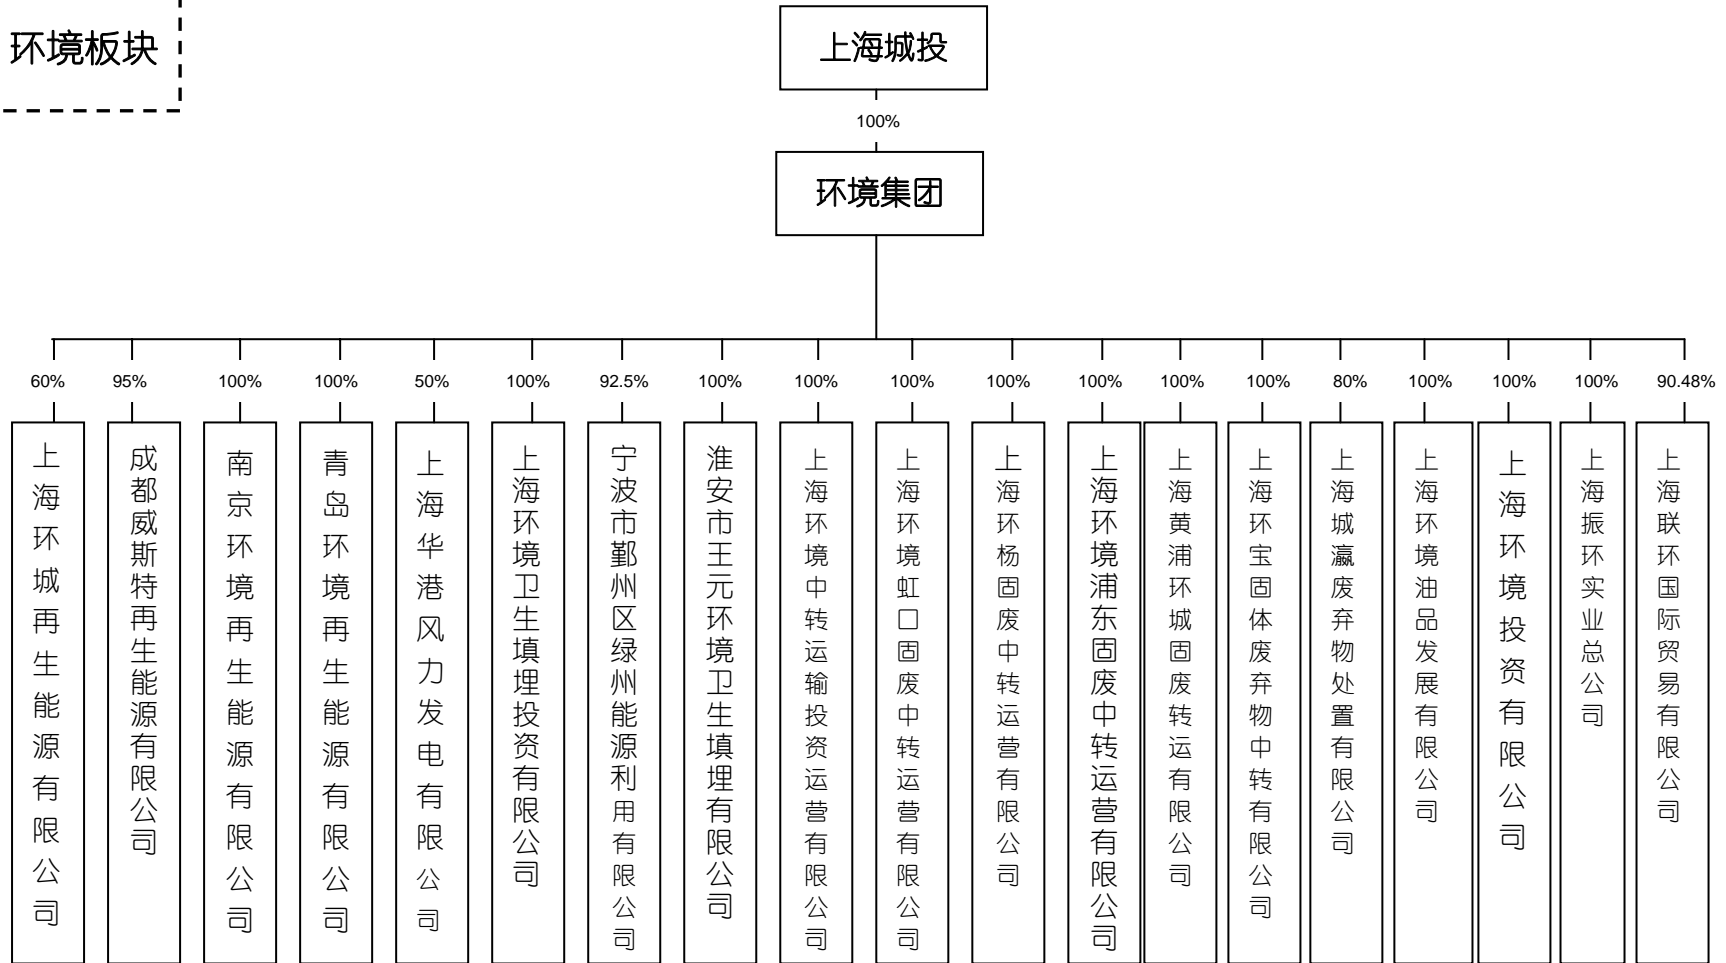 环境板块
上海城投
100%
环境集团
60%
95%
100%
100%
50%
100%
92.5%
100%
100%
100%
100%
100%
100%
100%
80%
100%
100%
100%
90.48%
上海环城再生能源有限公司
成都威斯特再生能源有限公司
南京环境再生能源有限公司
青岛环境再生能源有限公司
上海华港风力发电有限公司
上海环境卫生填埋投资有限公司
宁波市鄞州区绿州能源利用有限公司
淮安市王元环境卫生填埋有限公司
上海环境中转运输投资运营有限公司
上海环境虹口固废中转运营有限公司
上海环杨固废中转运营有限公司
上海环境浦东固废中转运营有限公司
上海黄浦环城固废转运有限公司
上海环宝固体废弃物中转有限公司
上海城瀛废弃物处置有限公司
上海环境油品发展有限公司
上海环境投资有限公司
上海振环实业总公司
上海联环国际贸易有限公司